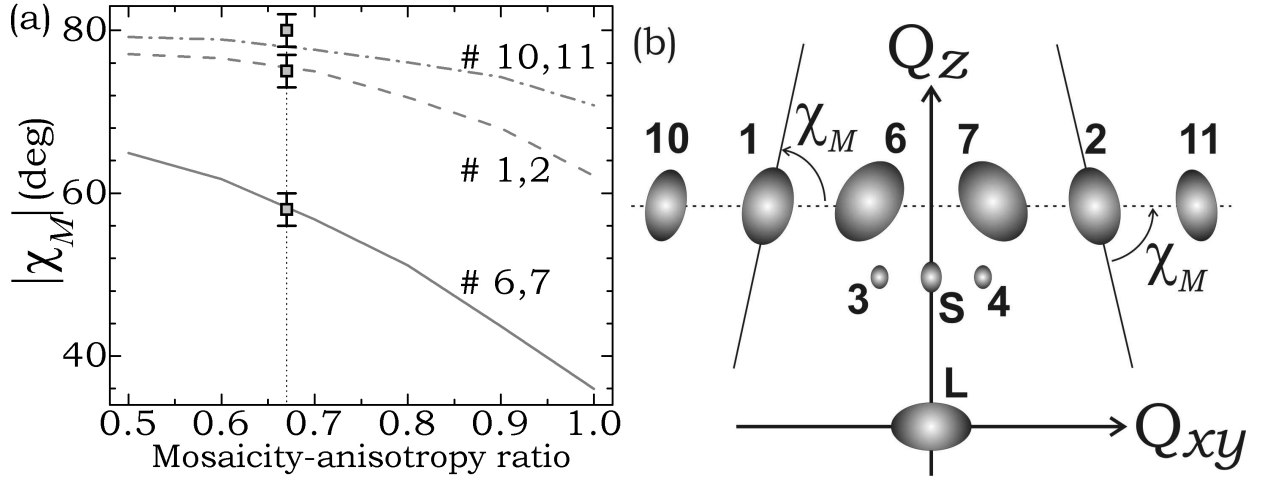 (a)
80
60
40
|χM| (deg)
# 10,11
# 1,2
# 6,7
0.5 0.6 0.7 0.8 0.9 1.0
Mosaicity-anisotropy ratio
(b)
Qz
χM
10 1 6 7 2 11
χM
3 S 4
L
Qxy